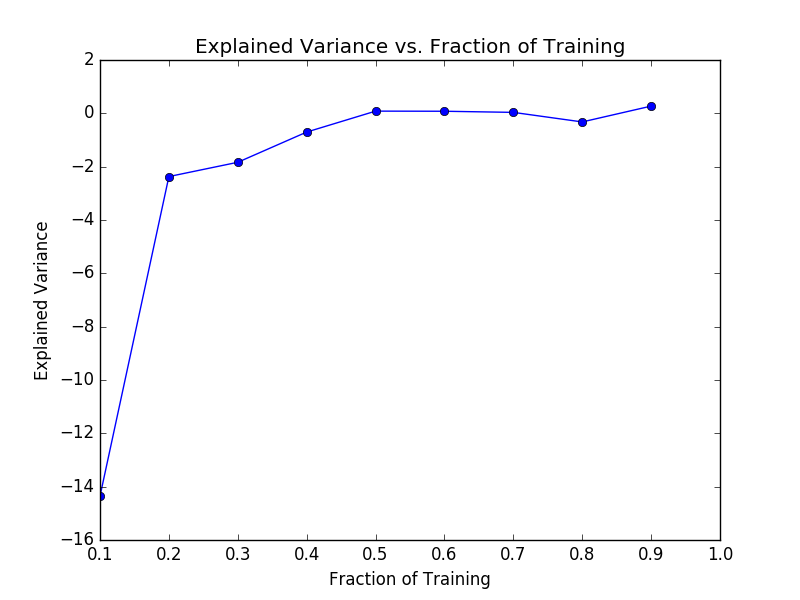 Explained Variance vs. Fraction of Training
2
0
−2
−4
−6
−8
−10
−12
−14
−16
Explained Variance
0.1 0.2 0.3 0.4 0.5 0.6 0.7 0.8 0.9 1.0
Fraction of Training